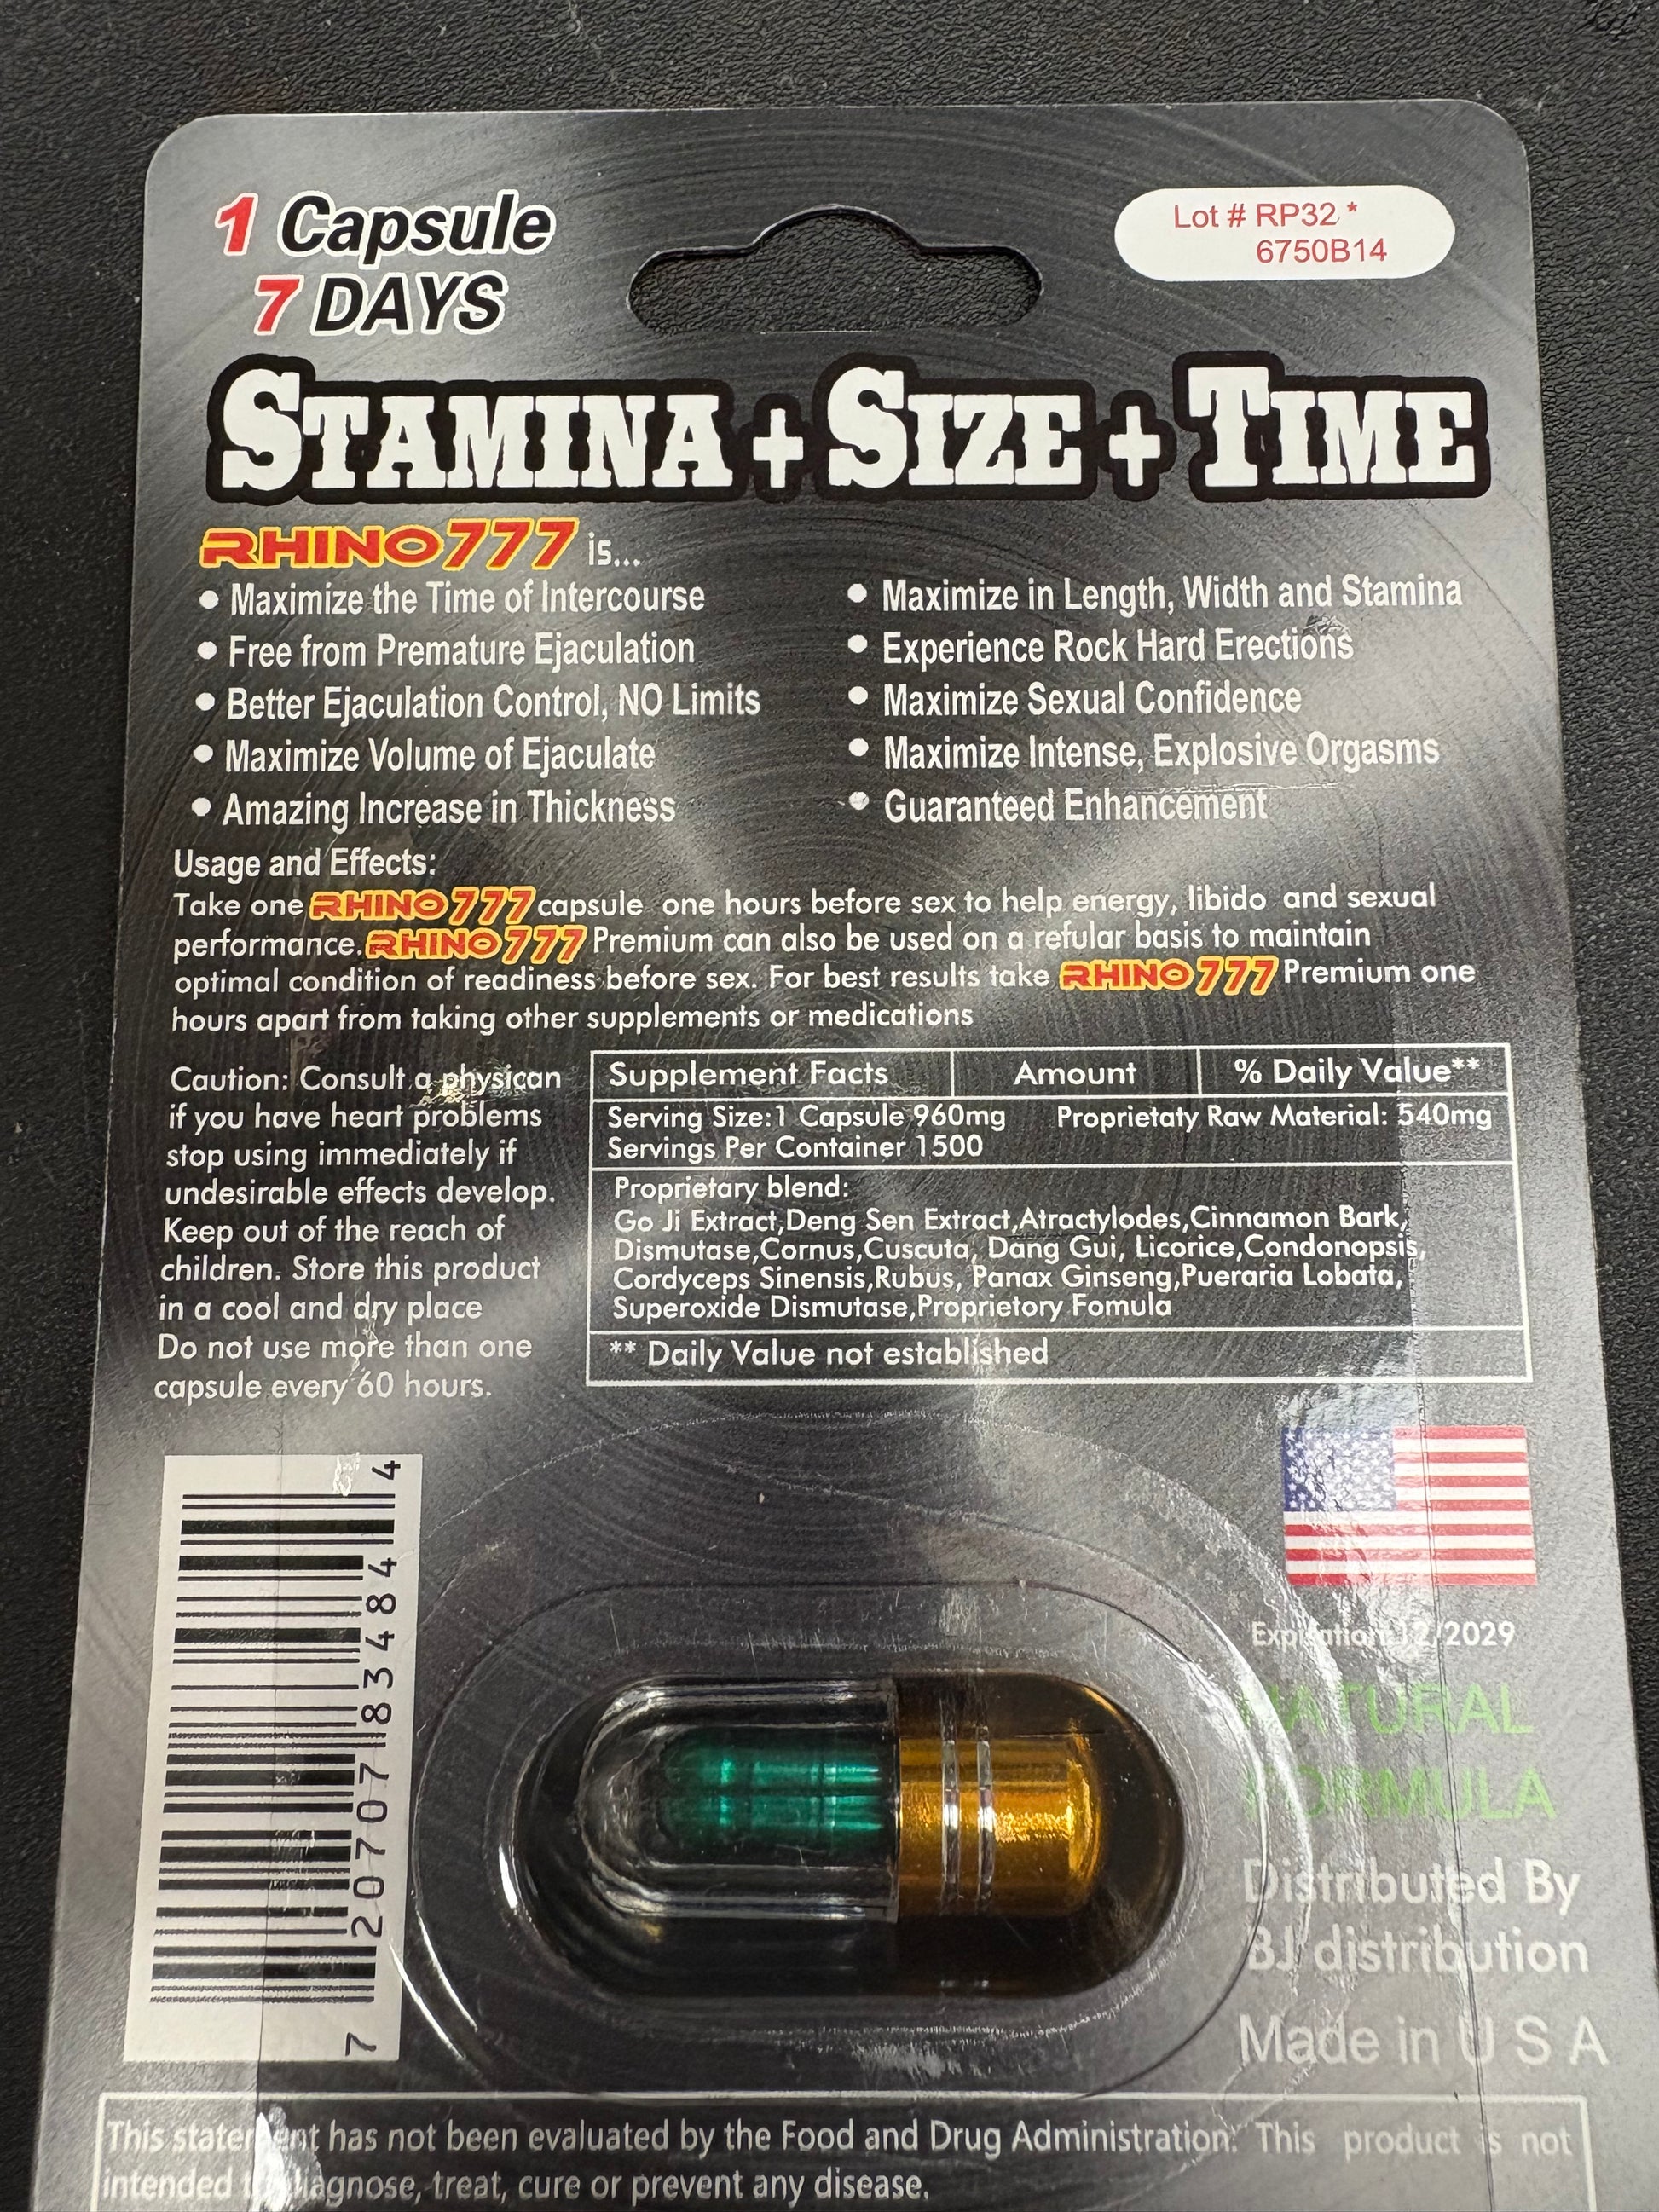 1 Capsule
7 DAYS
Lot # RP32 *
6750B14
STAMINA + SIZE + TIME
RHINO 777 is...
• Maximize the Time of Intercourse
• Free from Premature Ejaculation
• Better Ejaculation Control, NO Limits
• Maximize Volume of Ejaculate
• Amazing Increase in Thickness
• Maximize in Length, Width and Stamina
• Experience Rock Hard Erections
• Maximize Sexual Confidence
• Maximize Intense, Explosive Orgasms
• Guaranteed Enhancement
Usage and Effects:
Take one RHINO 777 capsule one hours before sex to help energy, libido and sexual
performance. RHINO 777 Premium can also be used on a refular basis to maintain
optimal condition of readiness before sex. For best results take RHINO 777 Premium one
hours apart from taking other supplements or medications
Caution: Consult a physican
if you have heart problems
stop using immediately if
undesirable effects develop.
Keep out of the reach of
children. Store this product
in a cool and dry place
Do not use more than one
capsule every 60 hours.
Supplement Facts Amount % Daily Value**
Serving Size:1 Capsule 960mg Proprietaty Raw Material: 540mg
Servings Per Container 1500
Proprietary blend:
Go Ji Extract,Deng Sen Extract,Atractylodes,Cinnamon Bark,
Dismutase,Cornus,Cuscuta, Dang Gui, Licorice,Condonopsis,
Cordyceps Sinensis,Rubus, Panax Ginseng,Pueraria Lobata,
Superoxide Dismutase,Proprietory Fomula
** Daily Value not established
7 20707 83484 4
Expiration 12/2029
NATURAL
FORMULA
Distributed By
BJ distribution
Made in U S A
This statement has not been evaluated by the Food and Drug Administration. This product is not
intended to diagnose, treat, cure or prevent any disease.